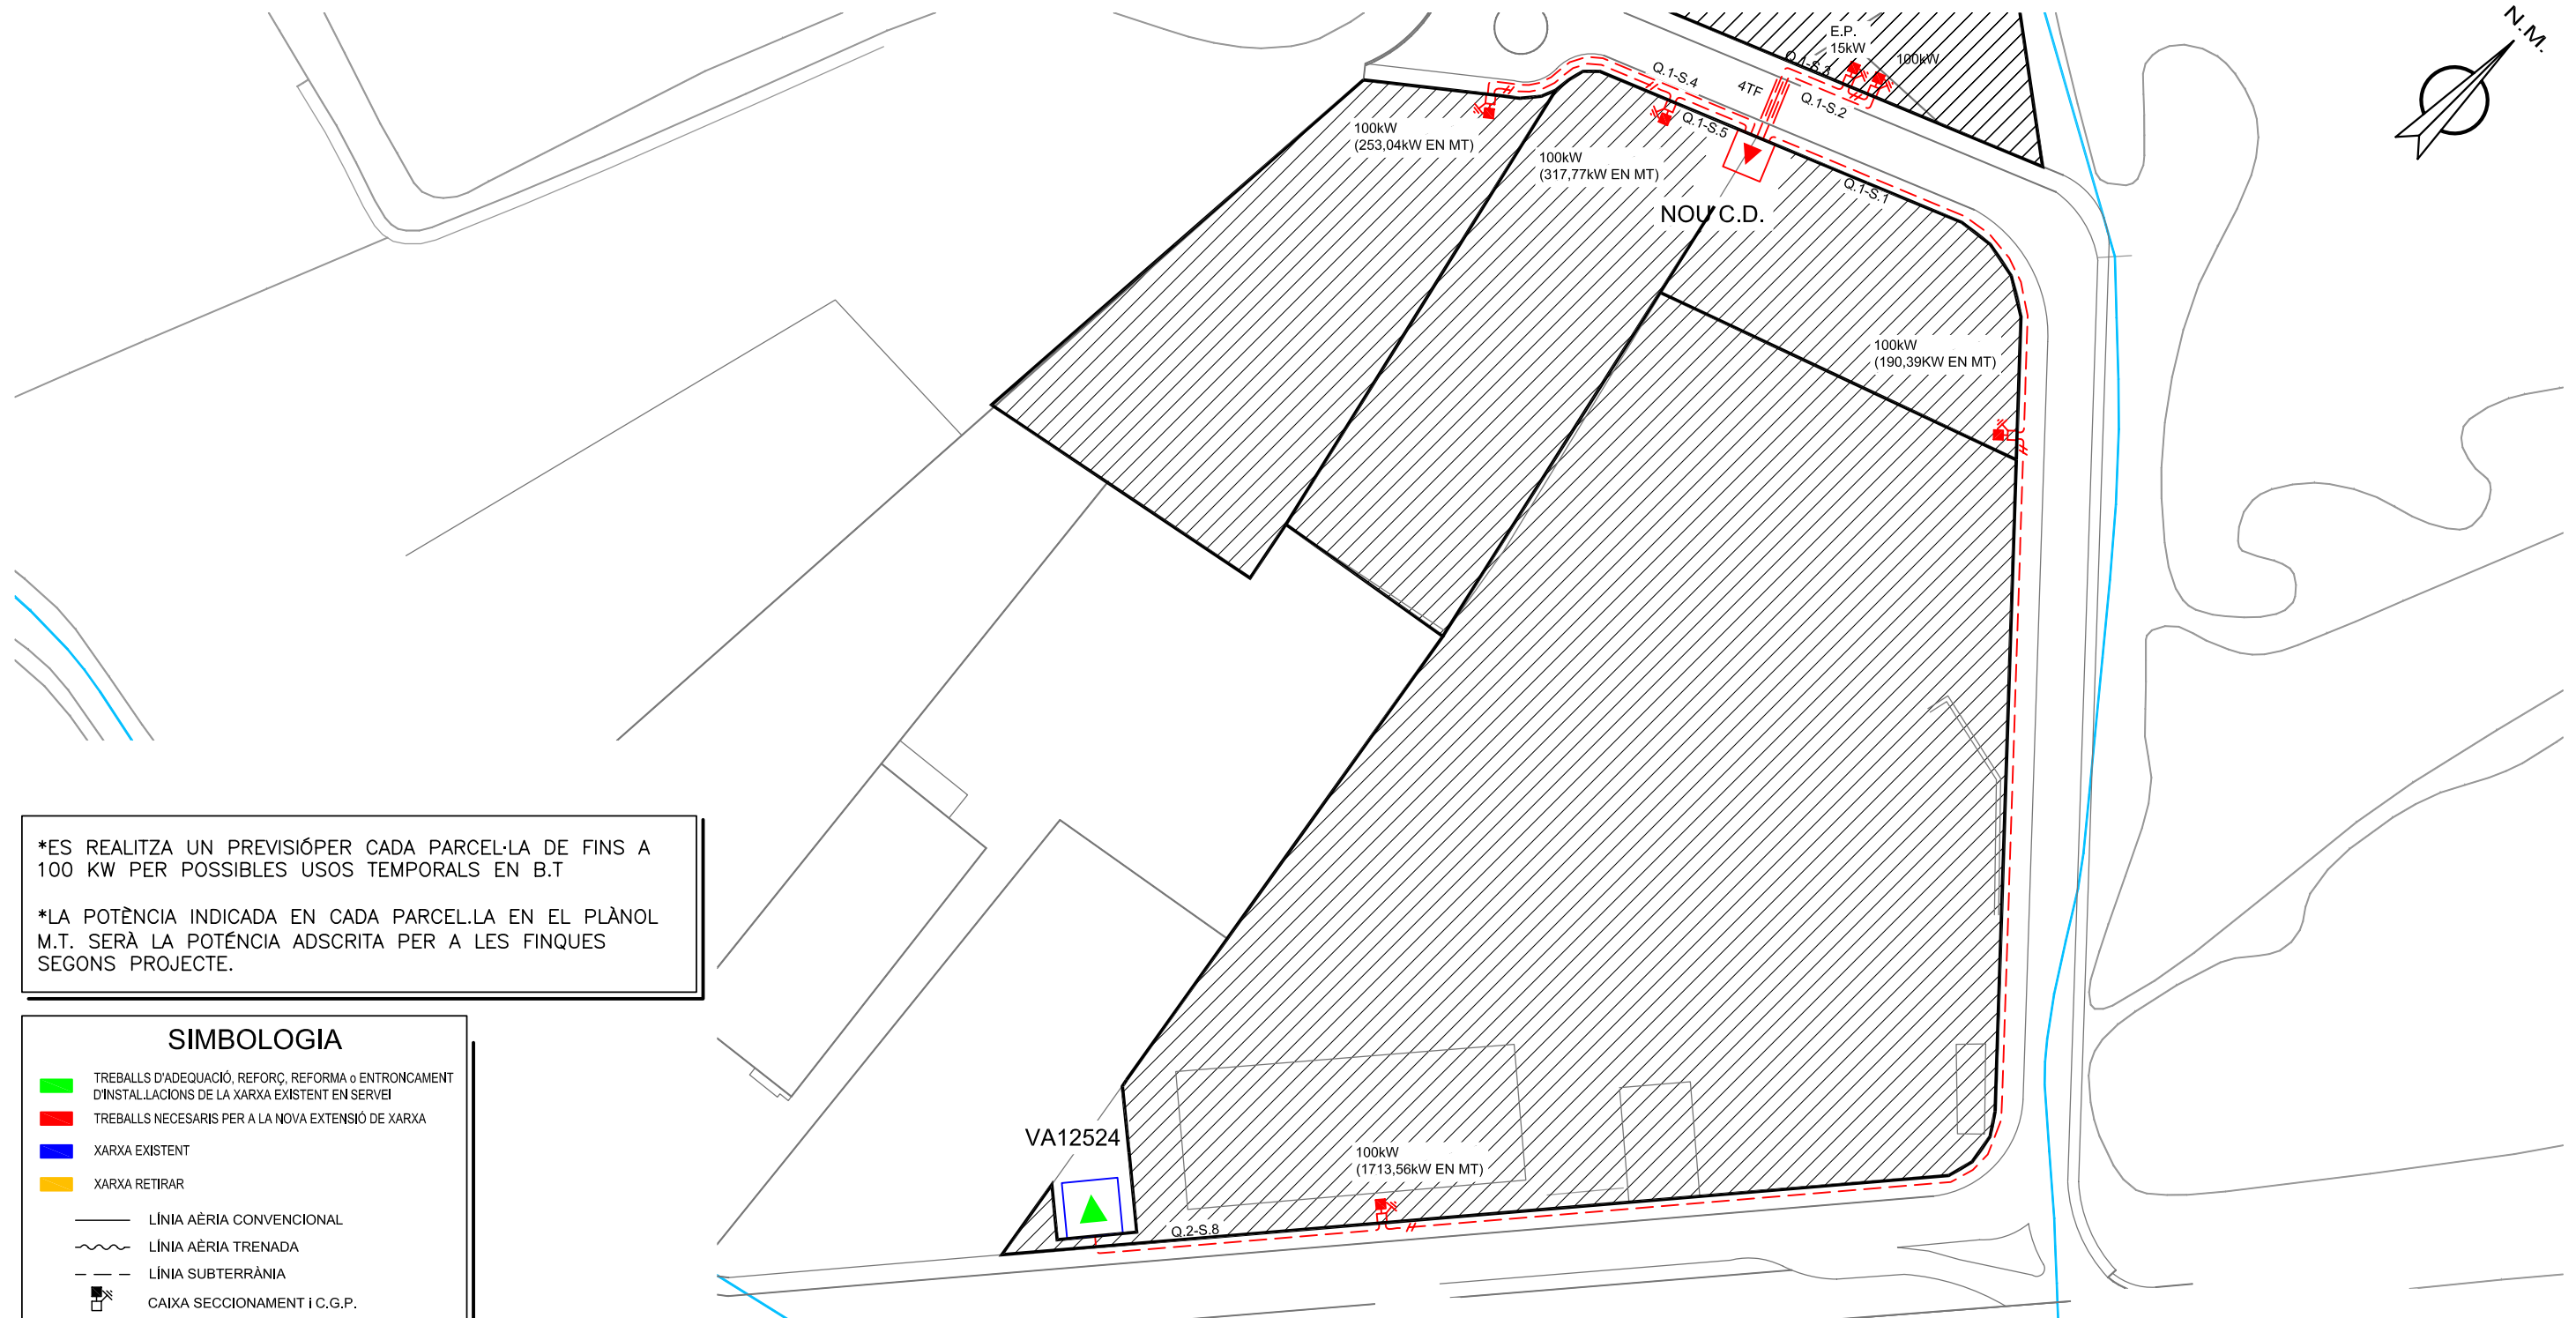 N.M.
E.P.
15kW
100kW
Q.1-S.3
Q.1-S.4
4TF
Q.1-S.2
Q.1-S.5
100kW
(253,04kW EN MT)
100kW
(317,77kW EN MT)
Q.1-S.1
NOU C.D.
100kW
(190,39KW EN MT)
*ES REALITZA UN PREVISIÓPER CADA PARCEL·LA DE FINS A
100 KW PER POSSIBLES USOS TEMPORALS EN B.T
*LA POTÈNCIA INDICADA EN CADA PARCEL.LA EN EL PLÀNOL
M.T. SERÀ LA POTÉNCIA ADSCRITA PER A LES FINQUES
SEGONS PROJECTE.
SIMBOLOGIA
TREBALLS D'ADEQUACIÓ, REFORÇ, REFORMA o ENTRONCAMENT
D'INSTAL.LACIONS DE LA XARXA EXISTENT EN SERVEI
TREBALLS NECESARIS PER A LA NOVA EXTENSIÓ DE XARXA
XARXA EXISTENT
XARXA RETIRAR
LÍNIA AÈRIA CONVENCIONAL
LÍNIA AÈRIA TRENADA
LÍNIA SUBTERRÀNIA
CAIXA SECCIONAMENT i C.G.P.
VA12524
100kW
(1713,56kW EN MT)
Q.2-S.8